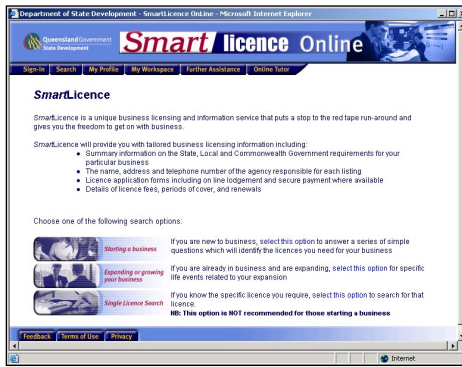 Department of State Development - SmartLicence OnLine - Microsoft Internet Explorer
Queensland Government
State Development
Smart licence Online
Sign-In Search My Profile My Workspace Further Assistance Online Tutor
SmartLicence
SmartLicence is a unique business licensing and information service that puts a stop to the red tape run-around and
gives you the freedom to get on with business.
SmartLicence will provide you with tailored business licensing information including:
Summary information on the State, Local and Commonwealth Government requirements for your
particular business
The name, address and telephone number of the agency responsible for each listing
Licence application forms including on line lodgement and secure payment where available
Details of licence fees, periods of cover, and renewals
Choose one of the following search options:
Starting a business
If you are new to business, select this option to answer a series of simple
questions which will identify the licences you need for your business
Expanding or growing
your business
If you are already in business and are expanding, select this option for specific
life events related to your expansion
Single Licence Search
If you know the specific licence you require, select this option to search for that
licence.
NB: This option is NOT recommended for those starting a business
Feedback Terms of Use Privacy
Internet